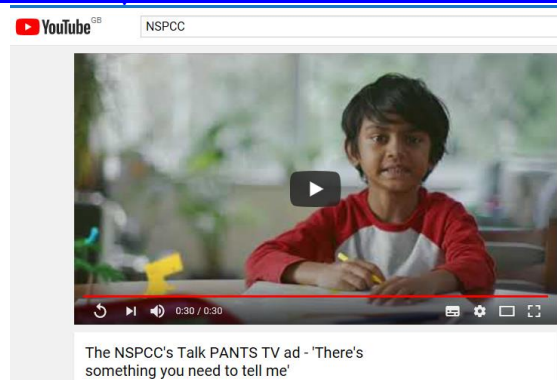 YouTube GB
NSPCC
0:30 / 0:30
The NSPCC's Talk PANTS TV ad - 'There's
something you need to tell me'